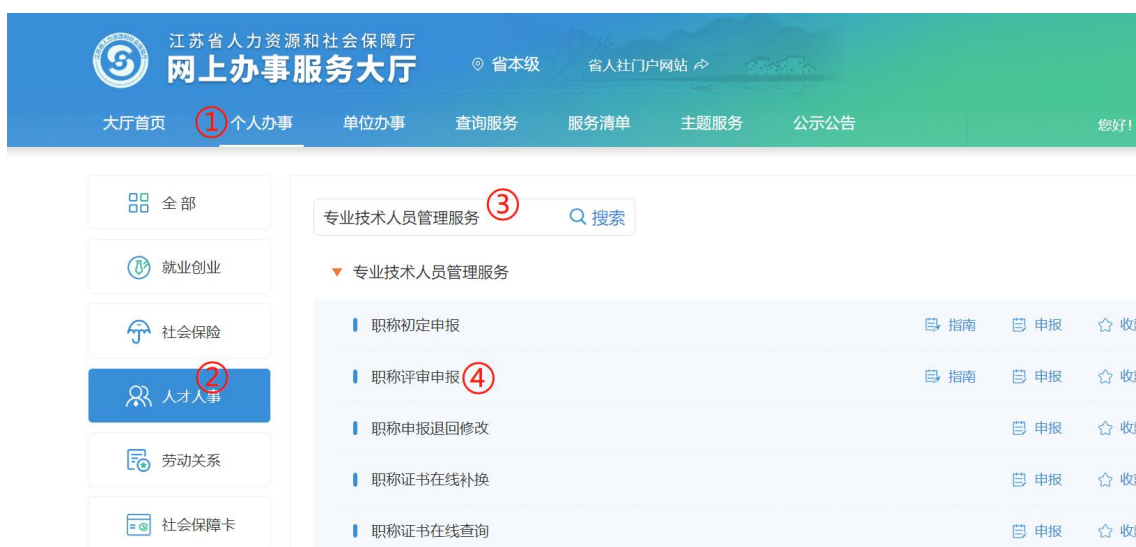 江苏省人力资源和社会保障厅
网上办事服务大厅
省本级
省人社门户网站
大厅首页 ① 个人办事 单位办事 查询服务 服务清单 主题服务 公示公告 您好!
全部
专业技术人员管理服务 ③ 搜索
就业创业
专业技术人员管理服务
社会保险
职称初定申报 指南 申报 收
② 人才人事
职称评审申报 ④ 指南 申报 收
职称申报退回修改 申报 收
劳动关系
职称证书在线补换 申报 收
社会保障卡
职称证书在线查询 申报 收